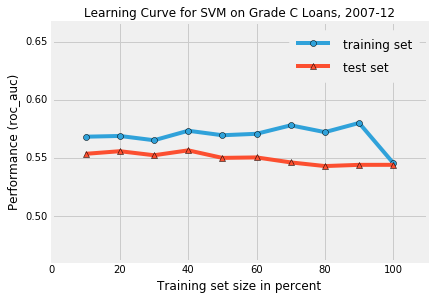 Learning Curve for SVM on Grade C Loans, 2007-12
training set
test set
0.65
0.60
0.55
0.50
Performance (roc_auc)
0 20 40 60 80 100
Training set size in percent